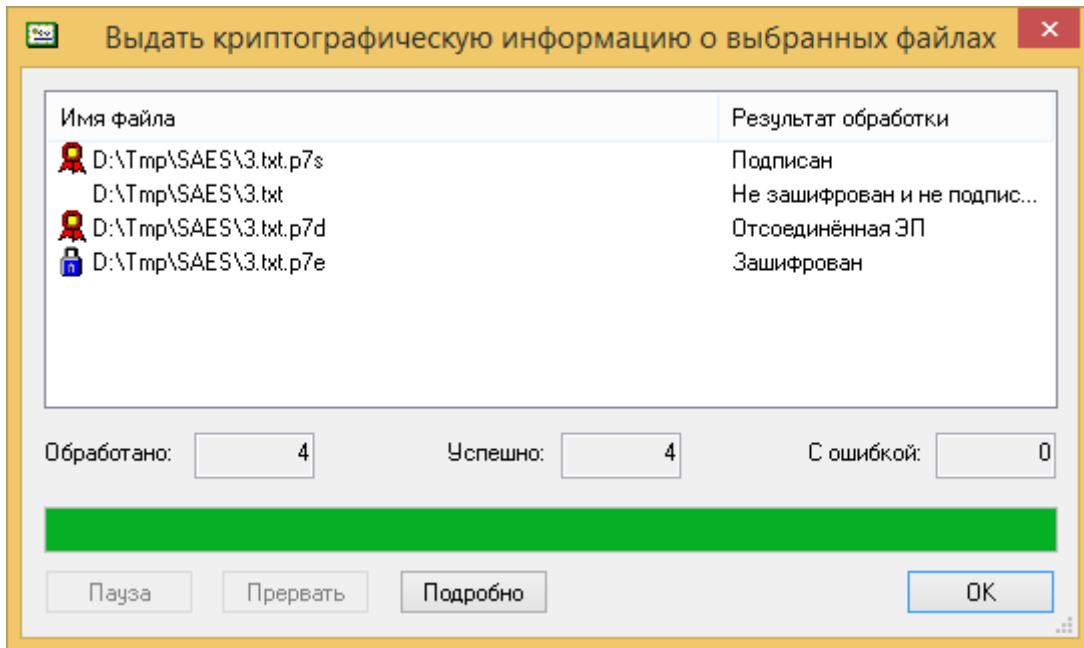 Выдать криптографическую информацию о выбранных файлах
Имя файла Результат обработки
D:\Tmp\SAES\3.txt.p7s Подписан
D:\Tmp\SAES\3.txt Не зашифрован и не подпис...
D:\Tmp\SAES\3.txt.p7d Отсоединённая ЭП
D:\Tmp\SAES\3.txt.p7e Зашифрован
Обработано: 4 Успешно: 4 С ошибкой: 0
Пауза Прервать Подробно OK